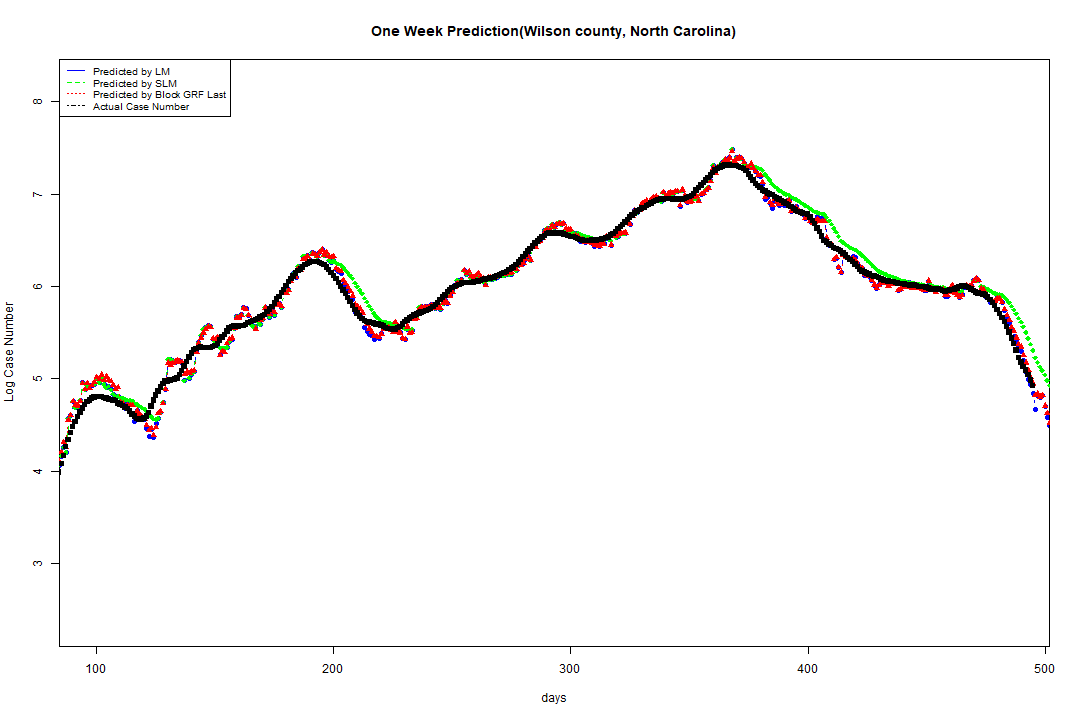 One Week Prediction(Wilson county, North Carolina)
Predicted by LM
Predicted by SLM
Predicted by Block GRF Last
Actual Case Number
8
7
6
5
4
3
Log Case Number
100 200 300 400 500
days